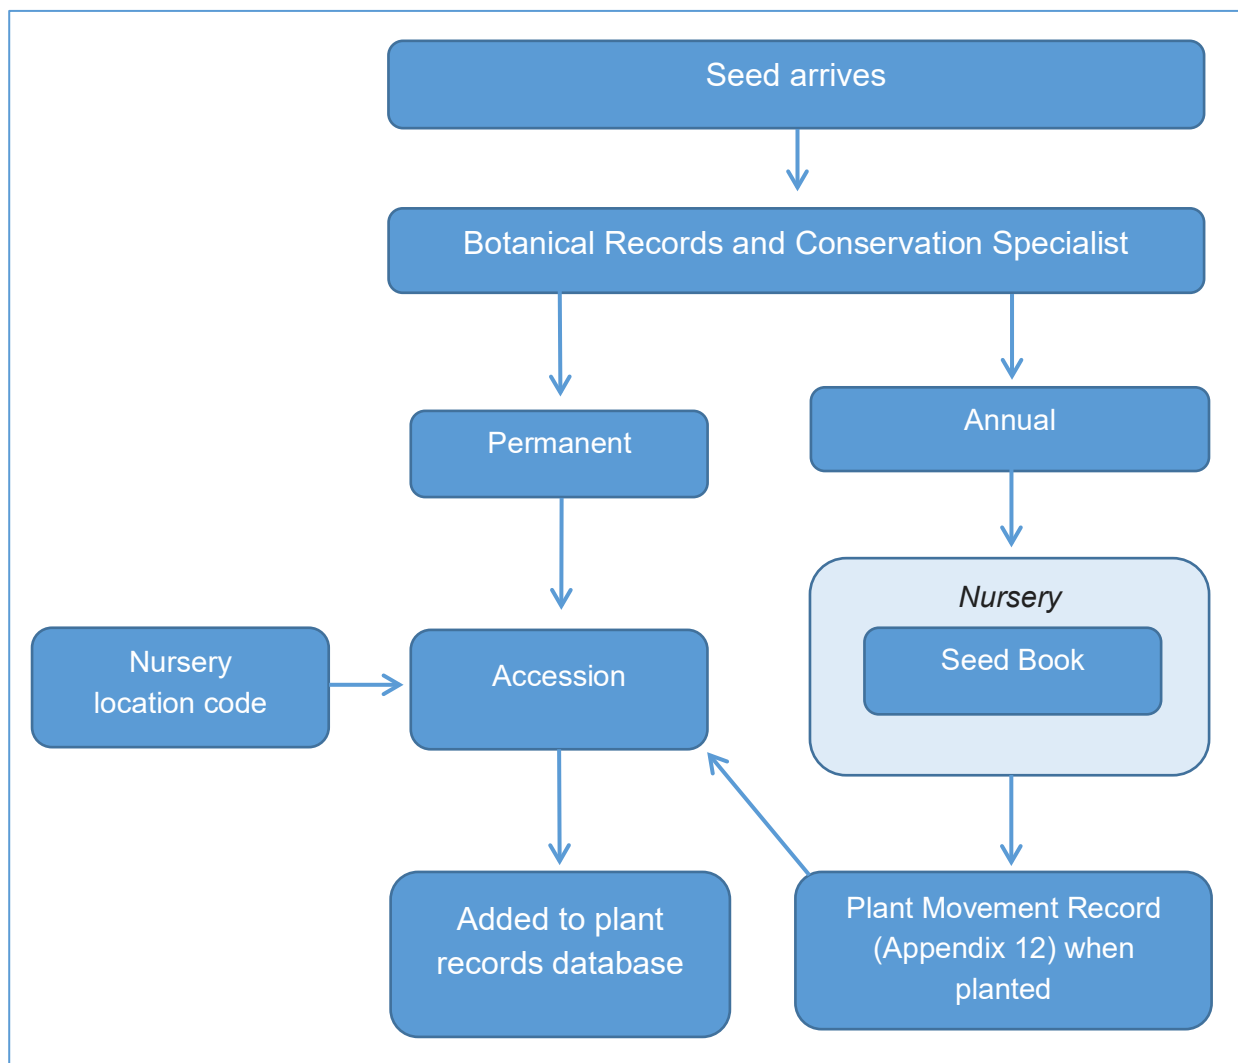 Seed arrives
Botanical Records and Conservation Specialist
Permanent
Annual
Nursery
Seed Book
Nursery
location code
Accession
Added to plant
records database
Plant Movement Record
(Appendix 12) when
planted